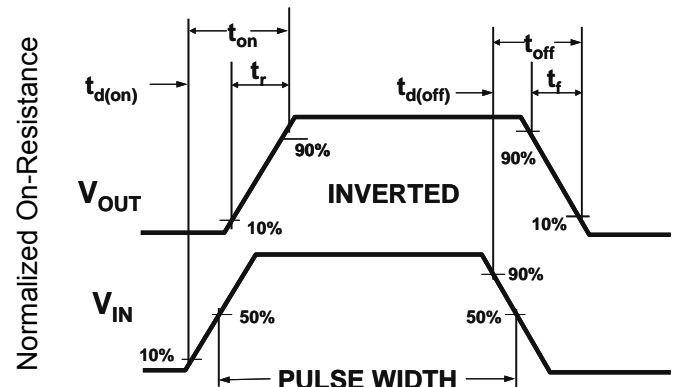 Normalized On-Resistance
ton
toff
tr
tf
td(on)
td(off)
90%
90%
VOUT
INVERTED
10%
10%
90%
VIN
50%
50%
10%
PULSE WIDTH